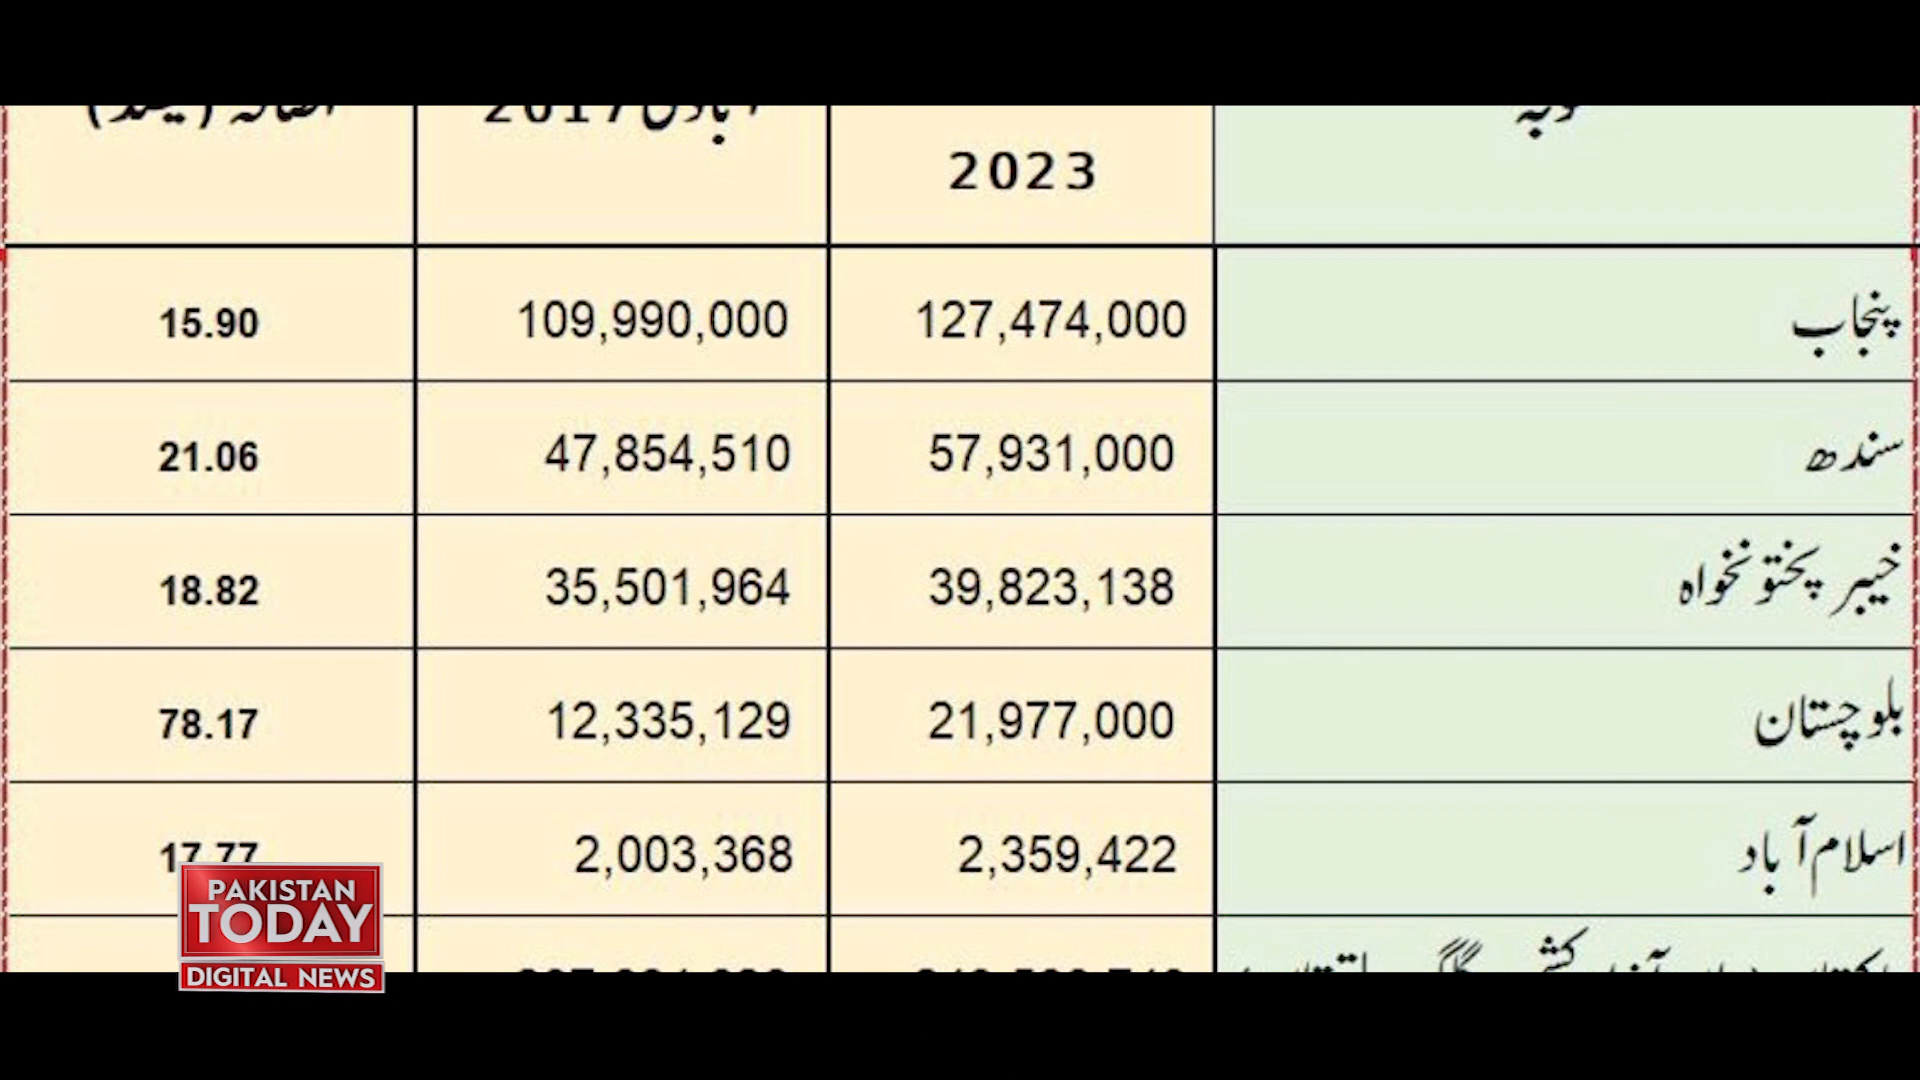 2023
پنجاب 127,474,000 109,990,000 15.90
سندھ 57,931,000 47,854,510 21.06
خیبر پختونخواہ 39,823,138 35,501,964 18.82
بلوچستان 21,977,000 12,335,129 78.17
اسلام آباد 2,359,422 2,003,368 17.77
PAKISTAN
TODAY
DIGITAL NEWS